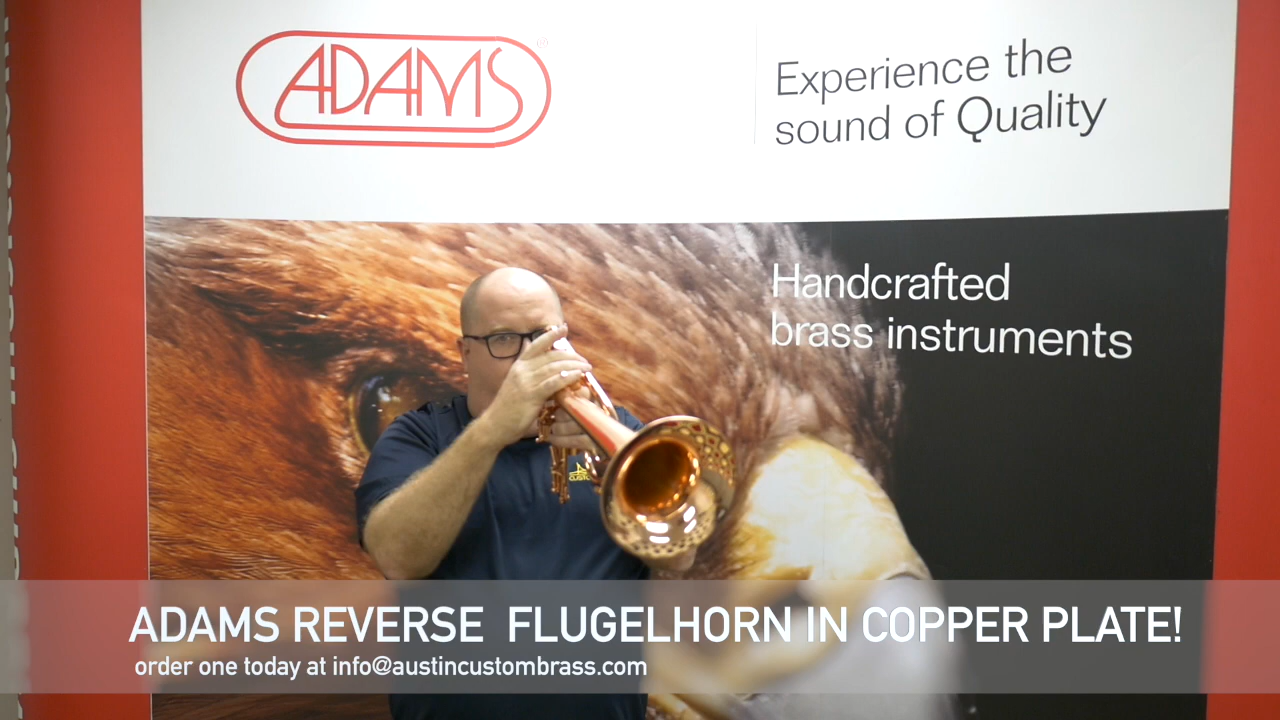 ADAMS®
Experience the
sound of Quality
Handcrafted
brass instruments
ADAMS REVERSE FLUGELHORN IN COPPER PLATE!
order one today at info@austincustombrass.com